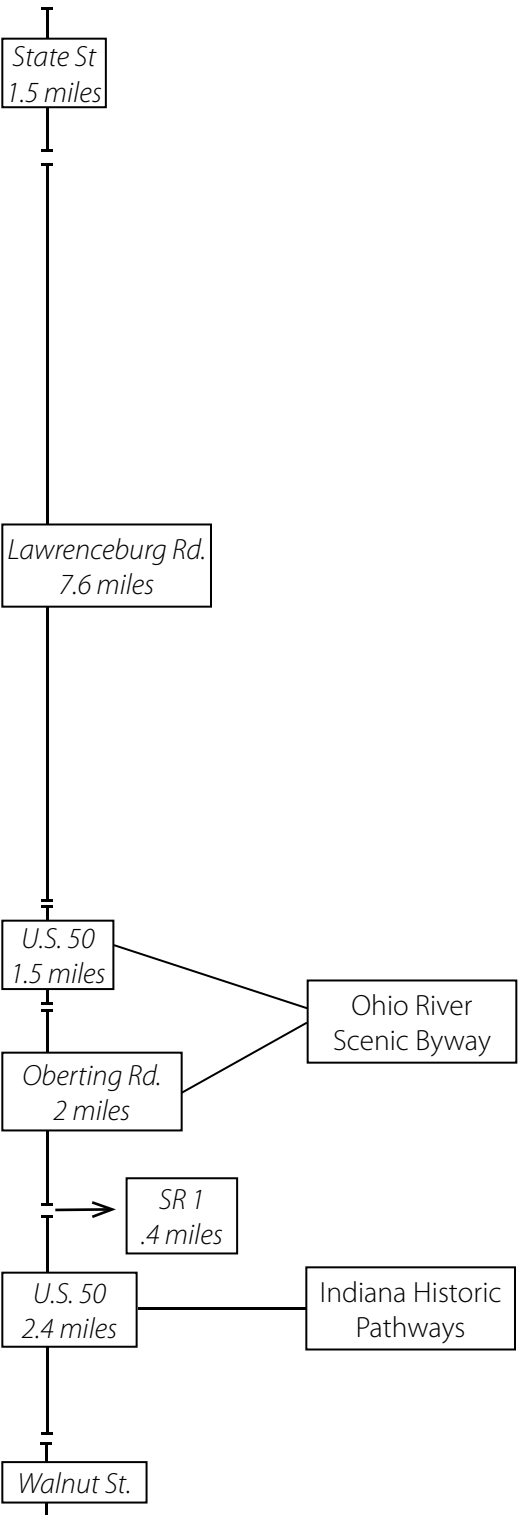 State St
1.5 miles
Lawrenceburg Rd.
7.6 miles
U.S. 50
1.5 miles
Ohio River
Scenic Byway
Oberting Rd.
2 miles
SR 1
.4 miles
U.S. 50
2.4 miles
Indiana Historic
Pathways
Walnut St.